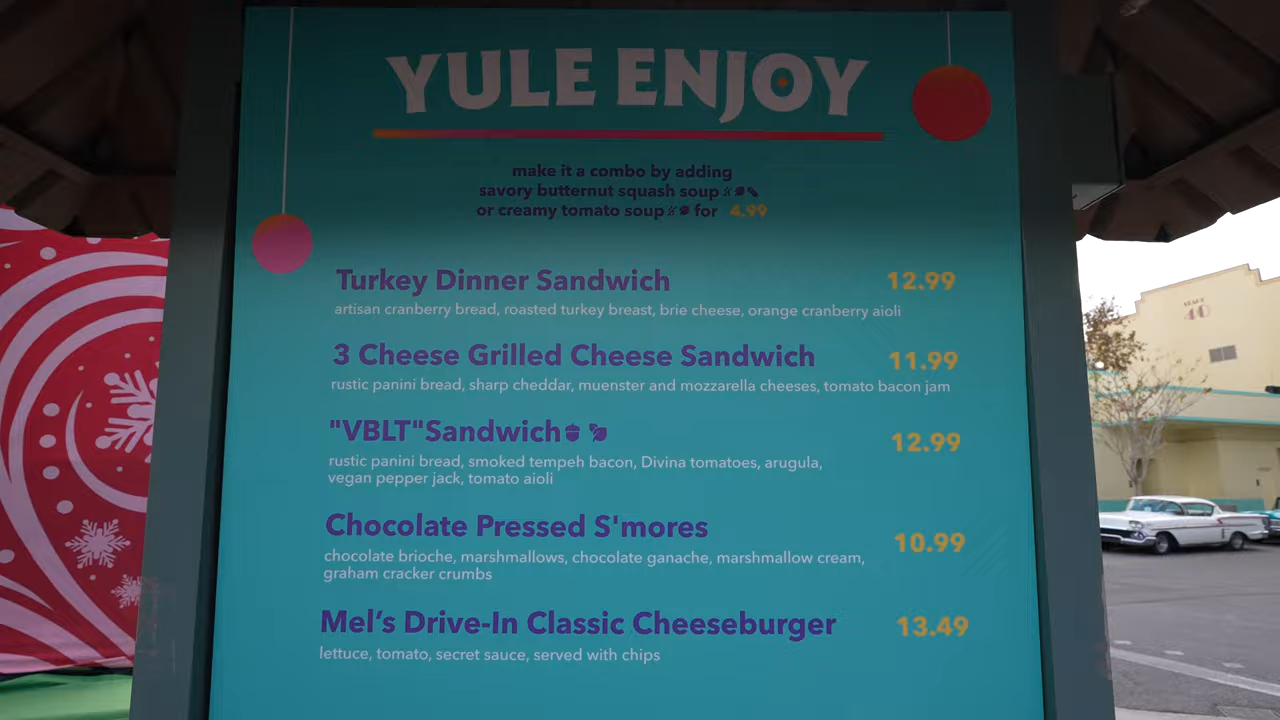 YULE ENJOY
make it a combo by adding
savory butternut squash soup
or creamy tomato soup for 4.99
Turkey Dinner Sandwich 12.99
artisan cranberry bread, roasted turkey breast, brie cheese, orange cranberry aioli
3 Cheese Grilled Cheese Sandwich 11.99
rustic panini bread, sharp cheddar, muenster and mozzarella cheeses, tomato bacon jam
"VBLT"Sandwich 12.99
rustic panini bread, smoked tempeh bacon, Divina tomatoes, arugula,
vegan pepper jack, tomato aioli
Chocolate Pressed S'mores 10.99
chocolate brioche, marshmallows, chocolate ganache, marshmallow cream,
graham cracker crumbs
Mel's Drive-In Classic Cheeseburger 13.49
lettuce, tomato, secret sauce, served with chips
STAGE
40